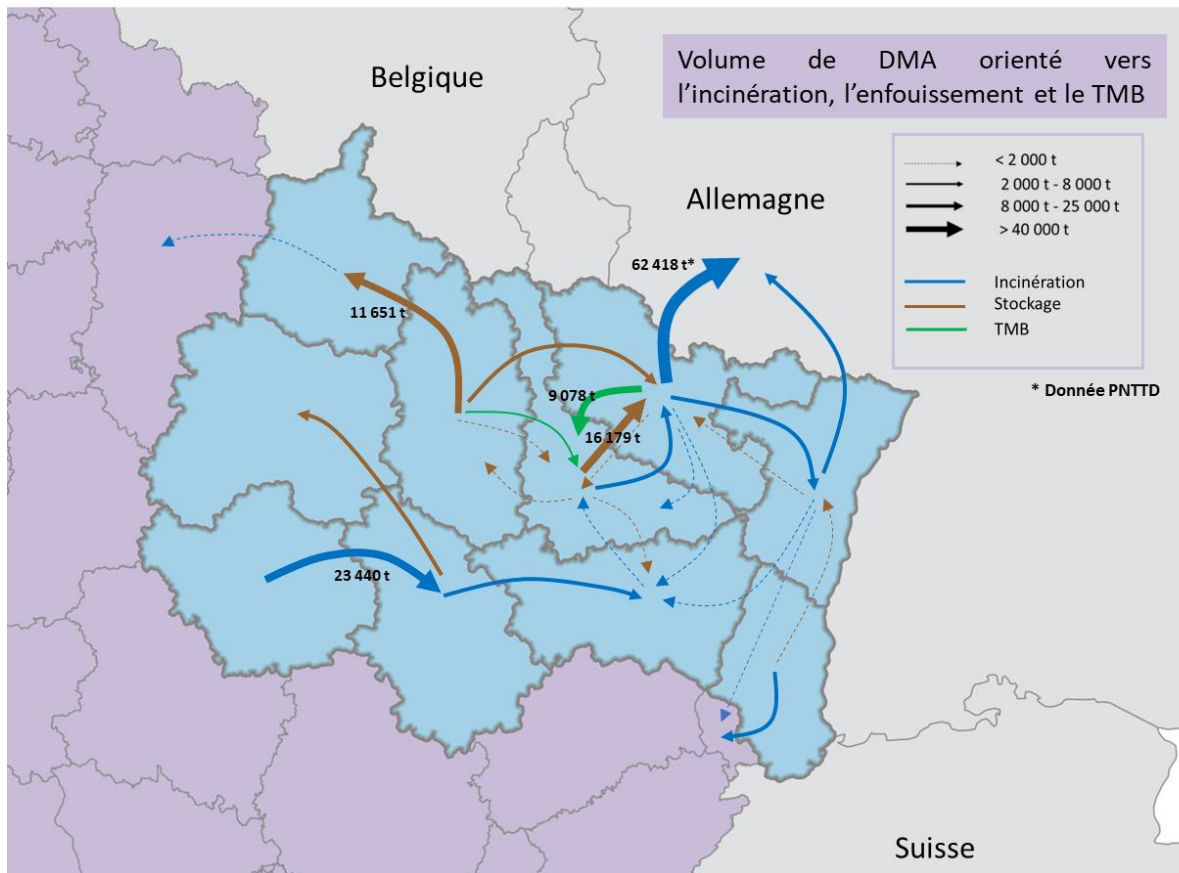 Volume de DMA orienté vers
l’incinération, l’enfouissement et le TMB
Belgique
Allemagne
< 2 000 t
2 000 t - 8 000 t
8 000 t - 25 000 t
> 40 000 t
Incinération
Stockage
TMB
* Donnée PNTTD
62 418 t*
11 651 t
9 078 t
16 179 t
23 440 t
Suisse